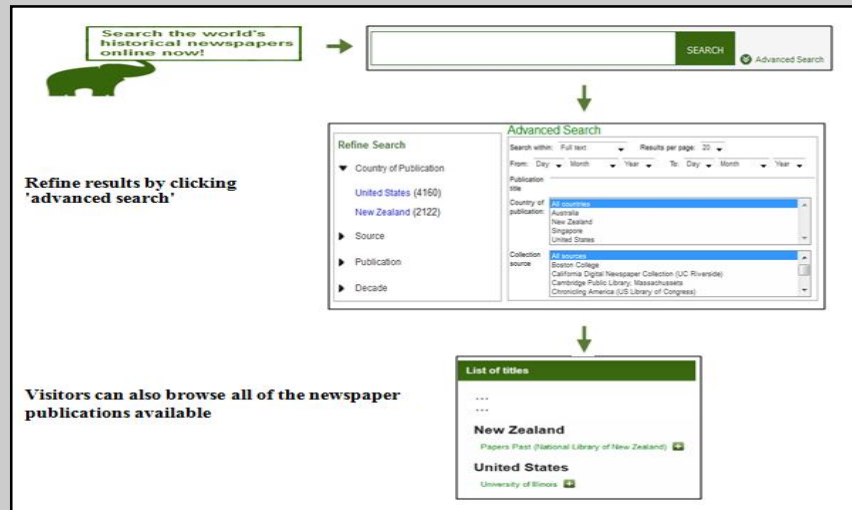 Search the world's
historical newspapers
online now!
SEARCH
Advanced Search
Refine results by clicking
'advanced search'
Refine Search
Country of Publication
United States (4160)
New Zealand (2122)
Source
Publication
Decade
Advanced Search
Search within: Full text Results per page: 20
From: Day Month Year To: Day Month Year
Publication
title
Country of
publication:
All countries
Australia
New Zealand
Singapore
United States
Collection
source
All sources
Boston College
California Digital Newspaper Collection (UC Riverside)
Cambridge Public Library, Massachussets
Chronicling America (US Library of Congress)
Visitors can also browse all of the newspaper
publications available
List of titles
...
...
New Zealand
Papers Past (National Library of New Zealand)
United States
University of Illinois